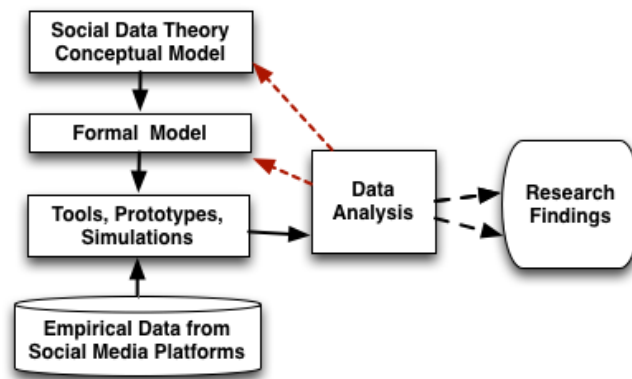 Social Data Theory
Conceptual Model
Formal Model
Tools, Prototypes,
Simulations
Data
Analysis
Research
Findings
Empirical Data from
Social Media Platforms